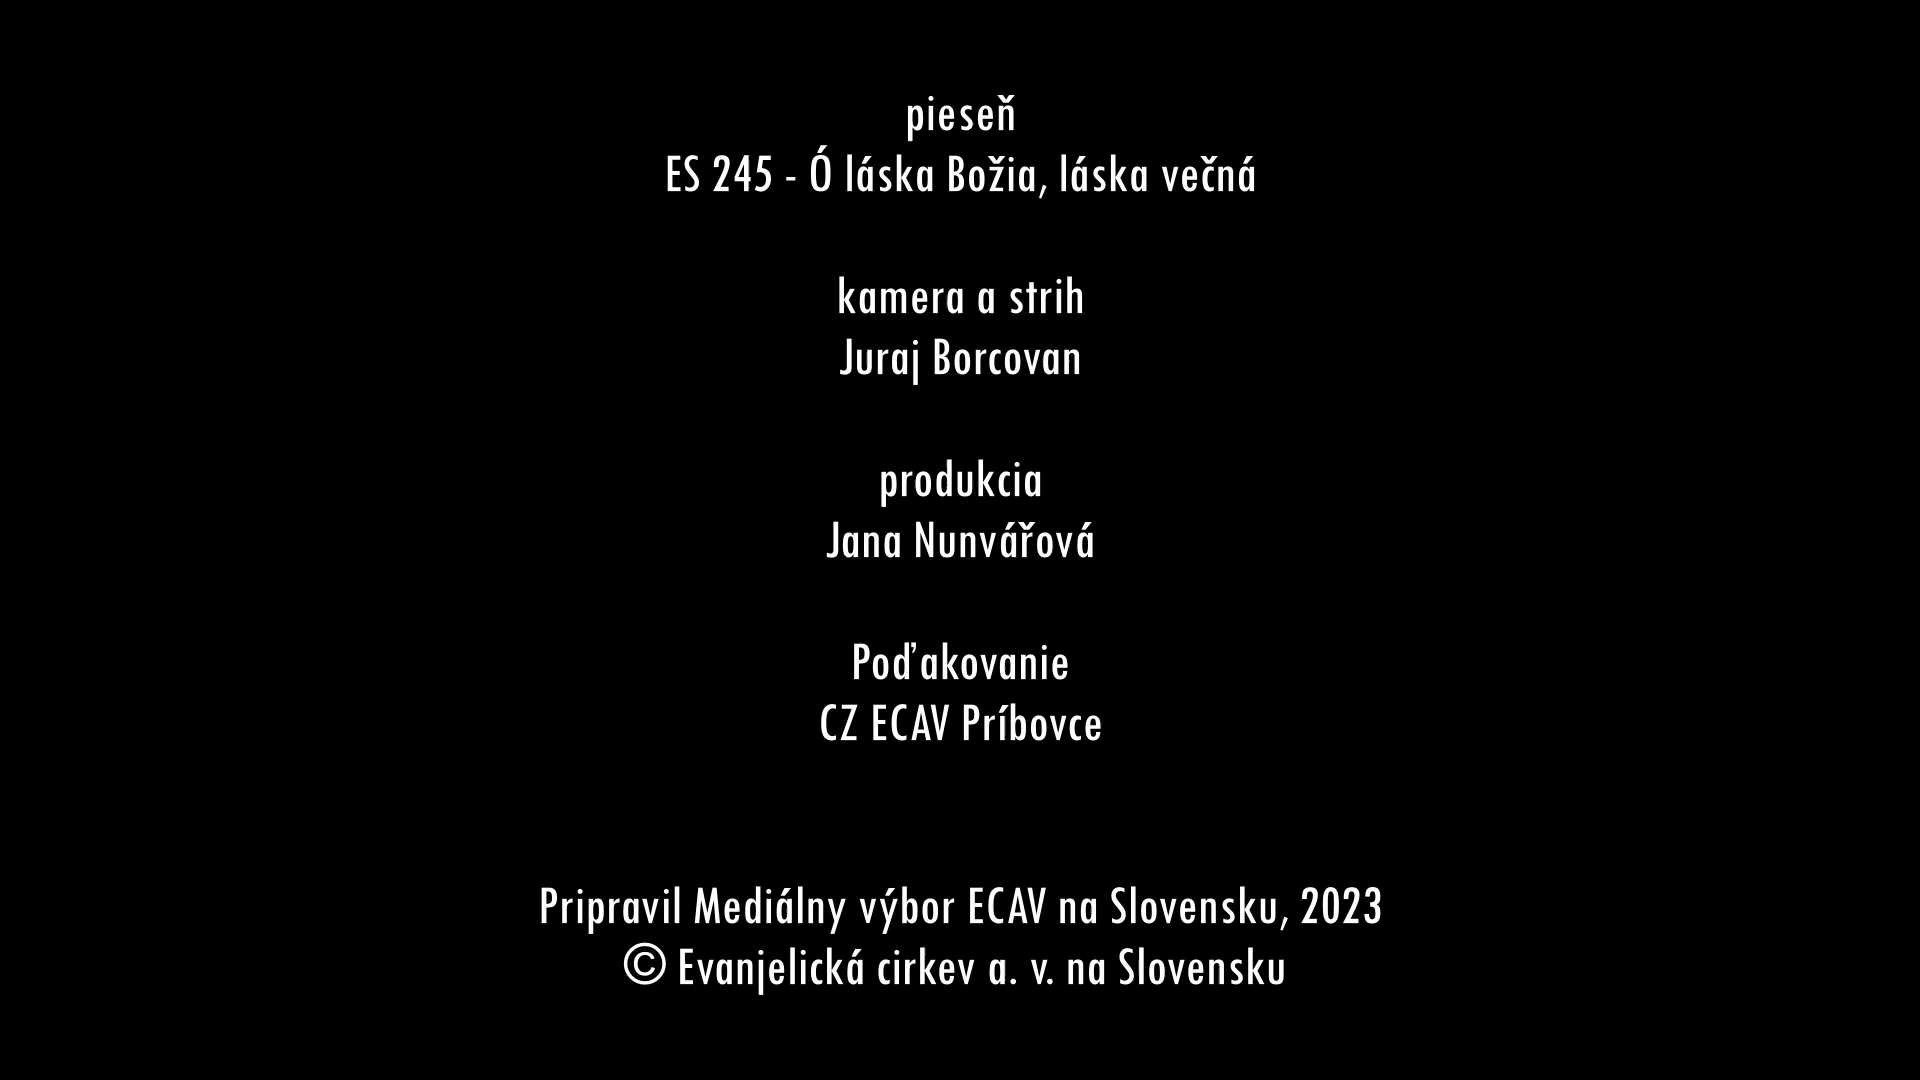 pieseň
ES 245 - Ó láska Božia, láska večná
kamera a strih
Juraj Borcovan
produkcia
Jana Nunvářová
Poďakovanie
CZ ECAV Príbovce
Pripravil Mediálny výbor ECAV na Slovensku, 2023
© Evanjelická cirkev a. v. na Slovensku